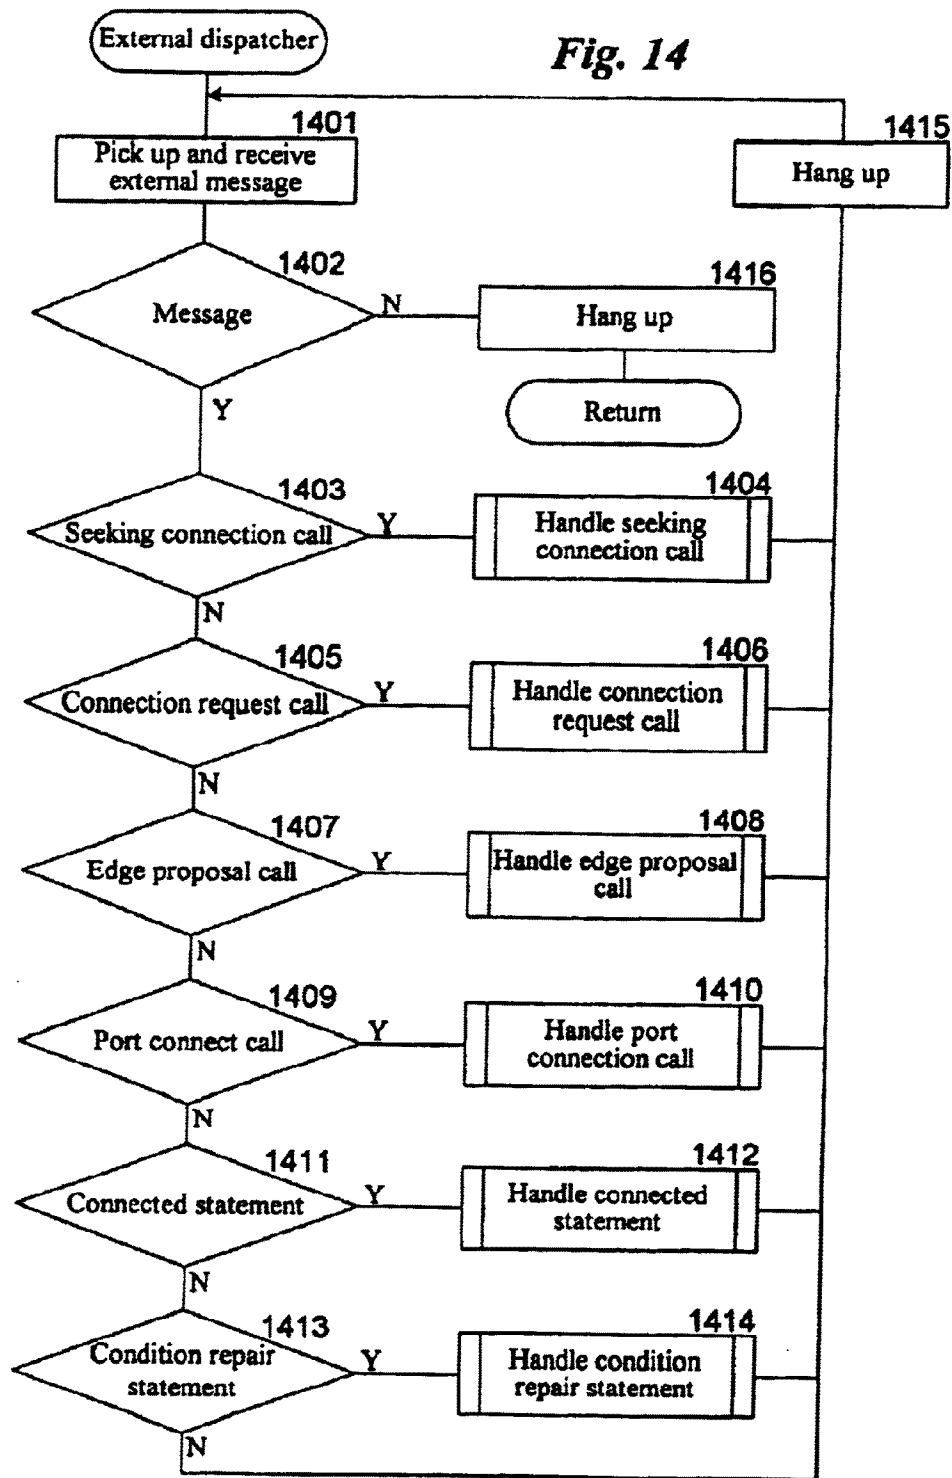 External dispatcher
Fig. 14
1401
Pick up and receive
external message
1415
Hang up
1402
Message
N
Y
1416
Hang up
Return
1403
Seeking connection call
Y
N
1404
Handle seeking
connection call
1405
Connection request call
Y
N
1406
Handle connection
request call
1407
Edge proposal call
Y
N
1408
Handle edge proposal
call
1409
Port connect call
Y
N
1410
Handle port
connection call
1411
Connected statement
Y
N
1412
Handle connected
statement
1413
Condition repair
statement
Y
N
1414
Handle condition
repair statement